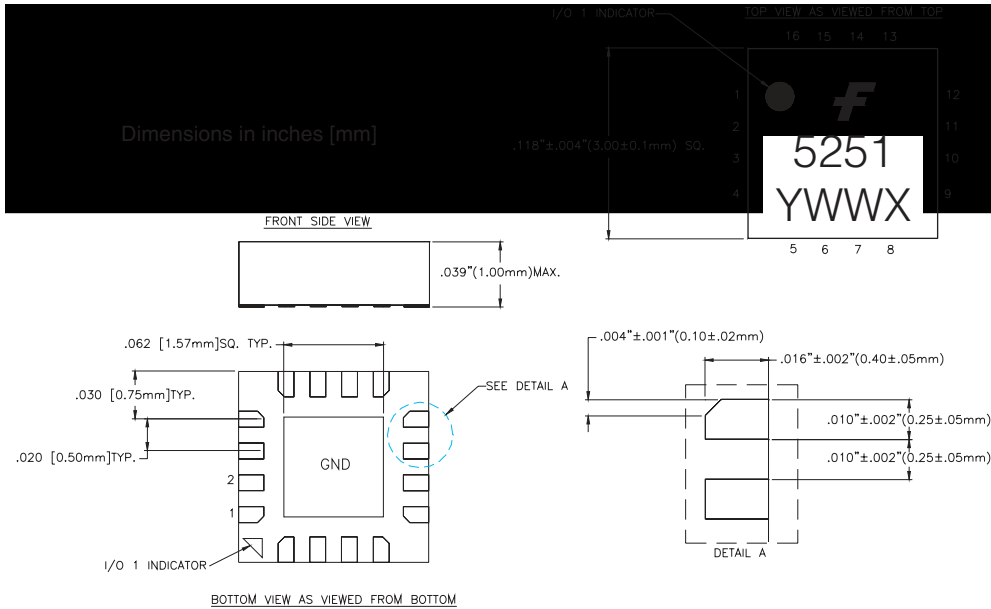 I/O 1 INDICATOR
TOP VIEW AS VIEWED FROM TOP
16 15 14 13
1
2
3
4
12
11
10
9
Dimensions in inches [mm]
.118"±.004"(3.00±0.1mm) SQ.
5251
YWWX
5 6 7 8
FRONT SIDE VIEW
.039"(1.00mm)MAX.
.062 [1.57mm]SQ. TYP.
.030 [0.75mm]TYP.
.020 [0.50mm]TYP.
SEE DETAIL A
GND
2
1
I/O 1 INDICATOR
BOTTOM VIEW AS VIEWED FROM BOTTOM
.004"±.001"(0.10±.02mm)
.016"±.002"(0.40±.05mm)
.010"±.002"(0.25±.05mm)
.010"±.002"(0.25±.05mm)
DETAIL A